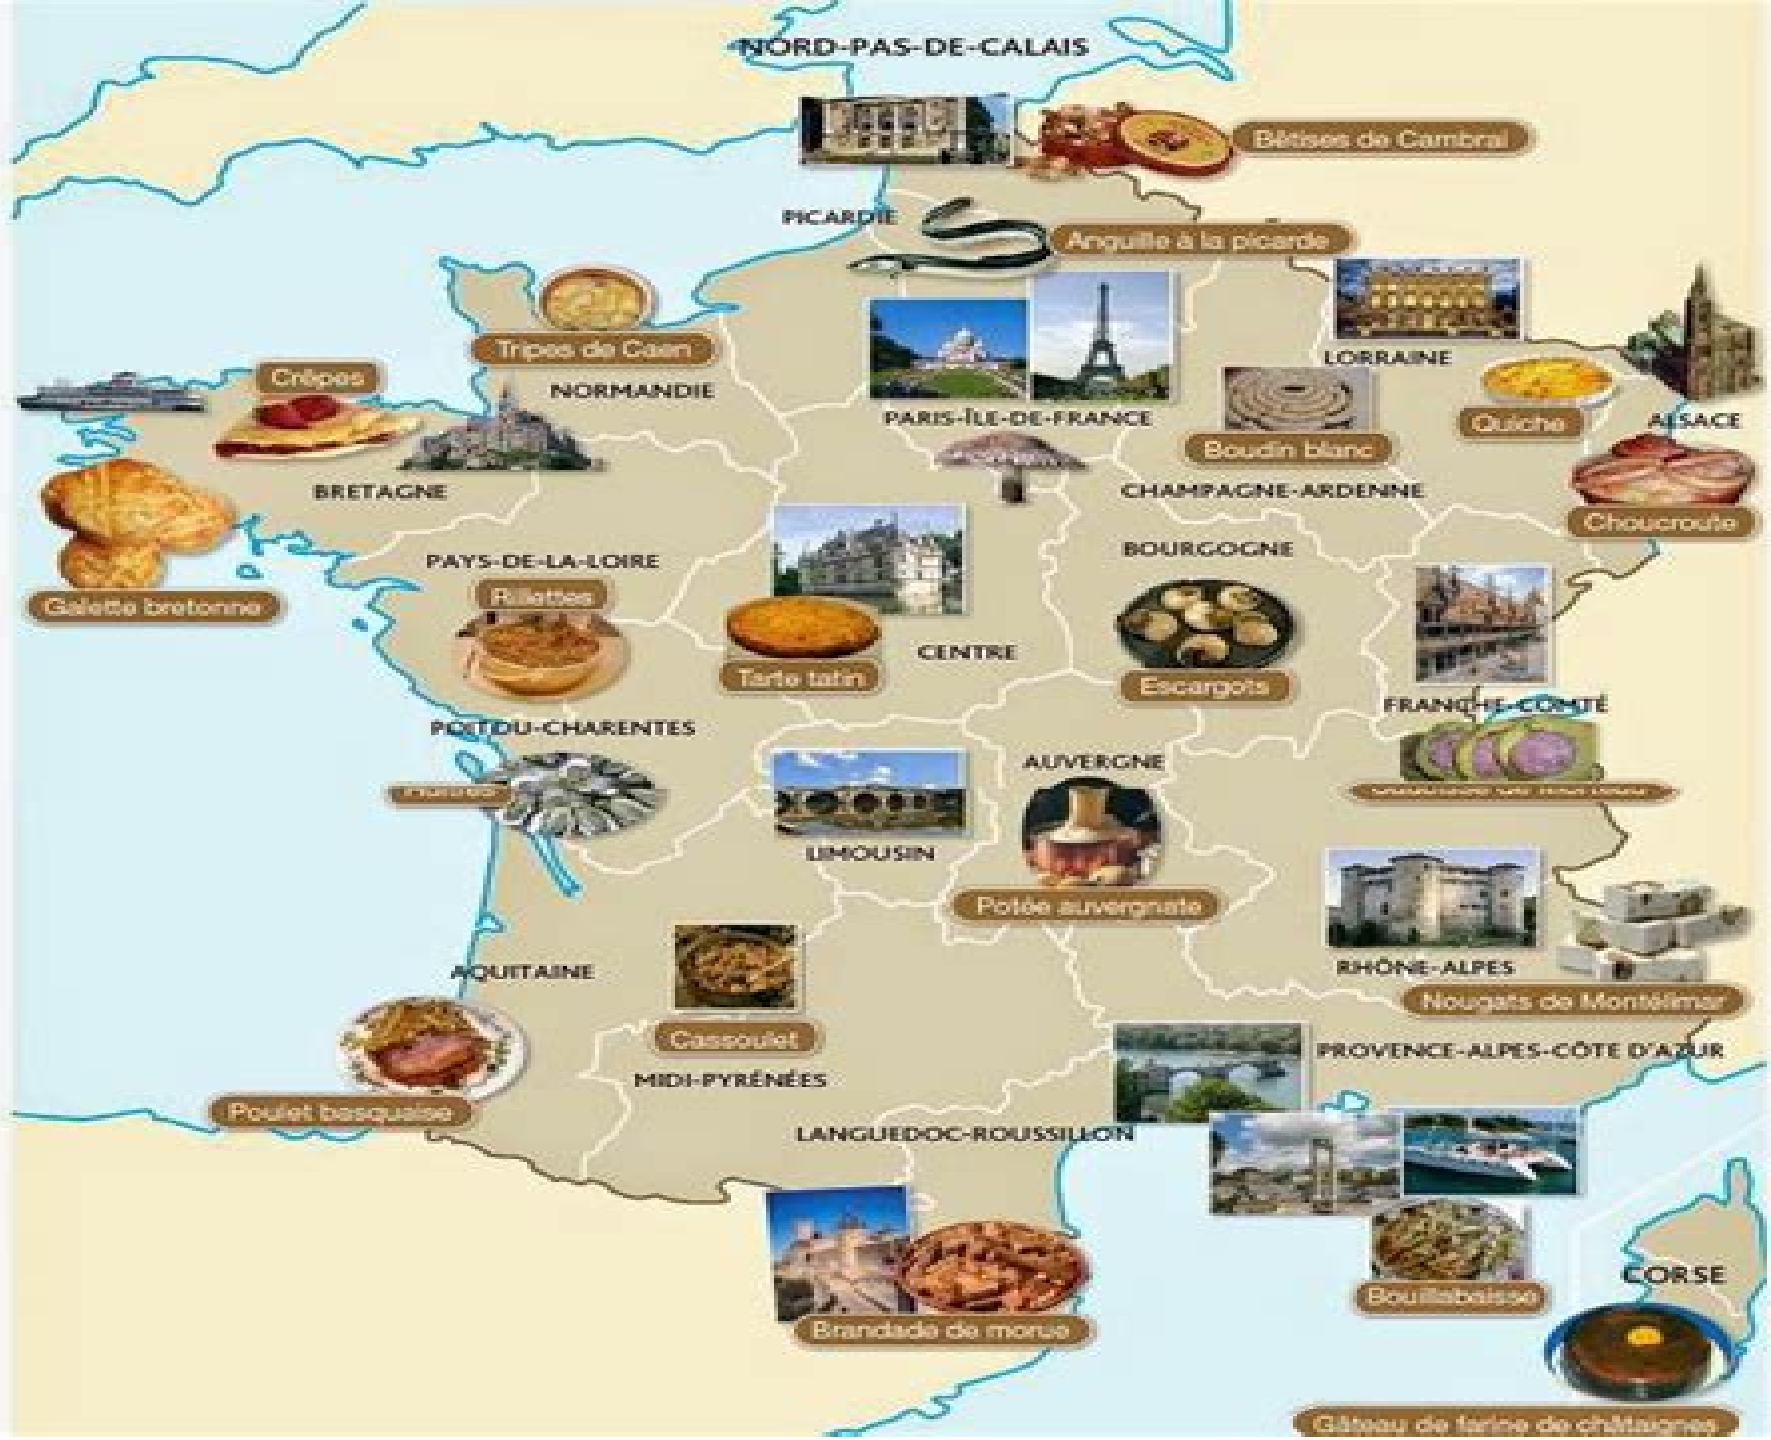 NORD-PAS-DE-CALAIS
Bêtises de Cambrai
PICARDIE
Anguille à la picarde
Tripes de Caen
LORRAINE
Crêpes
NORMANDIE
PARIS-ÎLE-DE-FRANCE
Quiche
ALSACE
Boudin blanc
BRETAGNE
CHAMPAGNE-ARDENNE
Choucroute
PAYS-DE-LA-LOIRE
BOURGOGNE
Galette bretonne
Rillettes
CENTRE
Tarte tatin
Escargots
FRANCHE-COMTÉ
POITOU-CHARENTES
AUVERGNE
Huîtres
LIMOUSIN
Potée auvergnate
AQUITAINE
RHÔNE-ALPES
Nougats de Montélimar
Cassoulet
PROVENCE-ALPES-CÔTE D'AZUR
MIDI-PYRÉNÉES
Poulet basquaise
LANGUEDOC-ROUSSILLON
CORSE
Bouillabaisse
Brandade de morue
Gâteau de farine de châtaignes